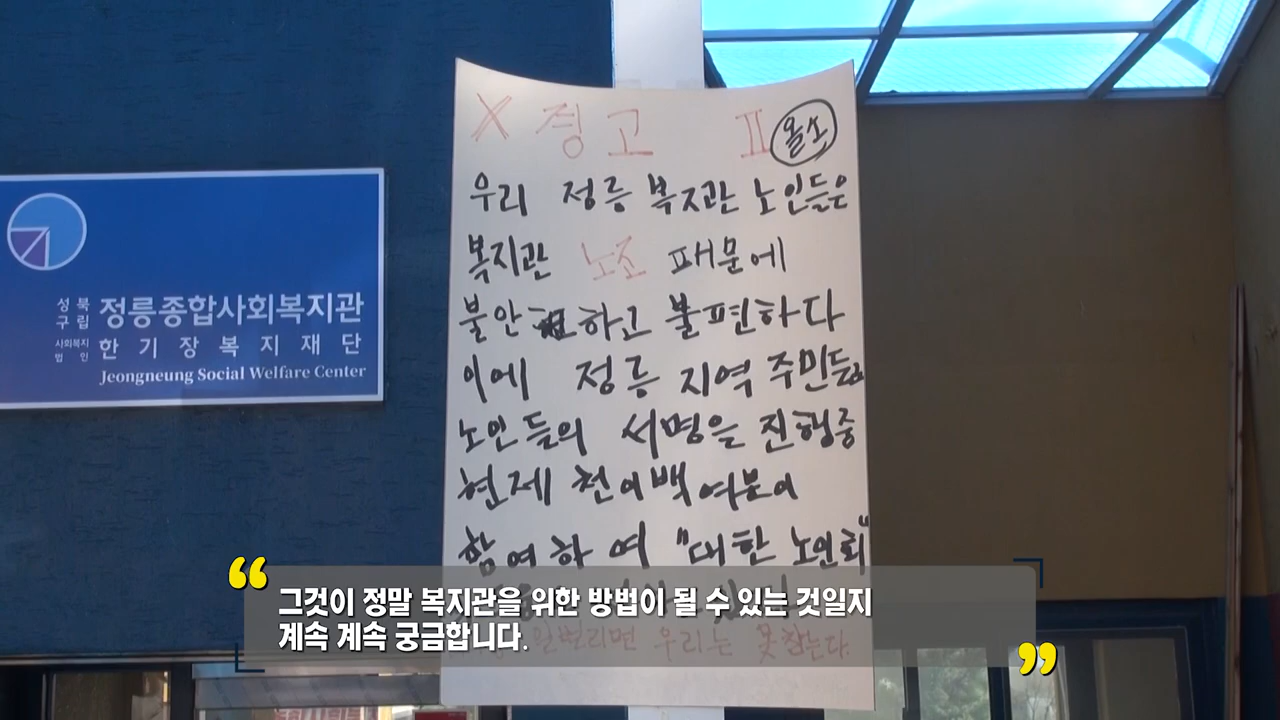 X 경고 II 올소
우리 정릉 복지관 노인들은
복지관 노조 때문에
불안 하고 불편하다
이에 정릉 지역 주민들과
노인들의 서명을 진행중
현제 천이백 여분이
함여하여 "대한 노인회"
우리는 못참는다.
성북
구립
정릉종합사회복지관
사회복지
법인
한기장복지재단
Jeongneung Social Welfare Center
“
그것이 정말 복지관을 위한 방법이 될 수 있는 것일지
계속 계속 궁금합니다.
”